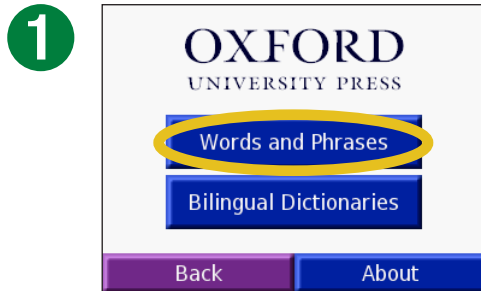 1
OXFORD
UNIVERSITY PRESS
Words and Phrases
Bilingual Dictionaries
Back About